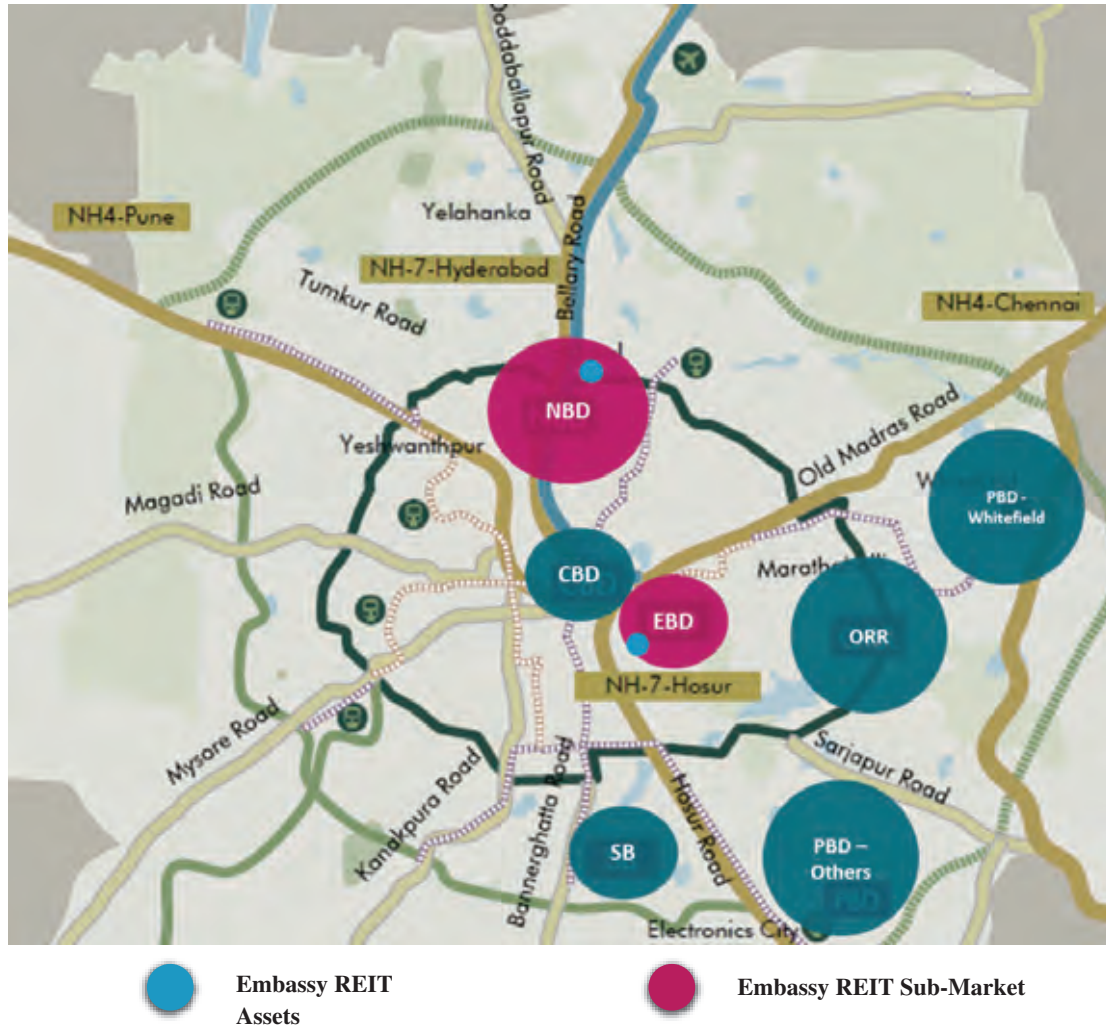 Doddaballapur Road
NH4-Pune
Yelahanka
NH-7-Hyderabad
Bellary Road
Tumkur Road
NH4-Chennai
NBD
Yeshwanthpur
Old Madras Road
PBD -
Whitefield
Magadi Road
CBD
EBD
ORR
NH-7-Hosur
Mysore Road
Kanakpura Road
Bannerghatta Road
Hosur Road
Sarjapur Road
SB
PBD –
Others
Electronics City
Embassy REIT
Assets
Embassy REIT Sub-Market